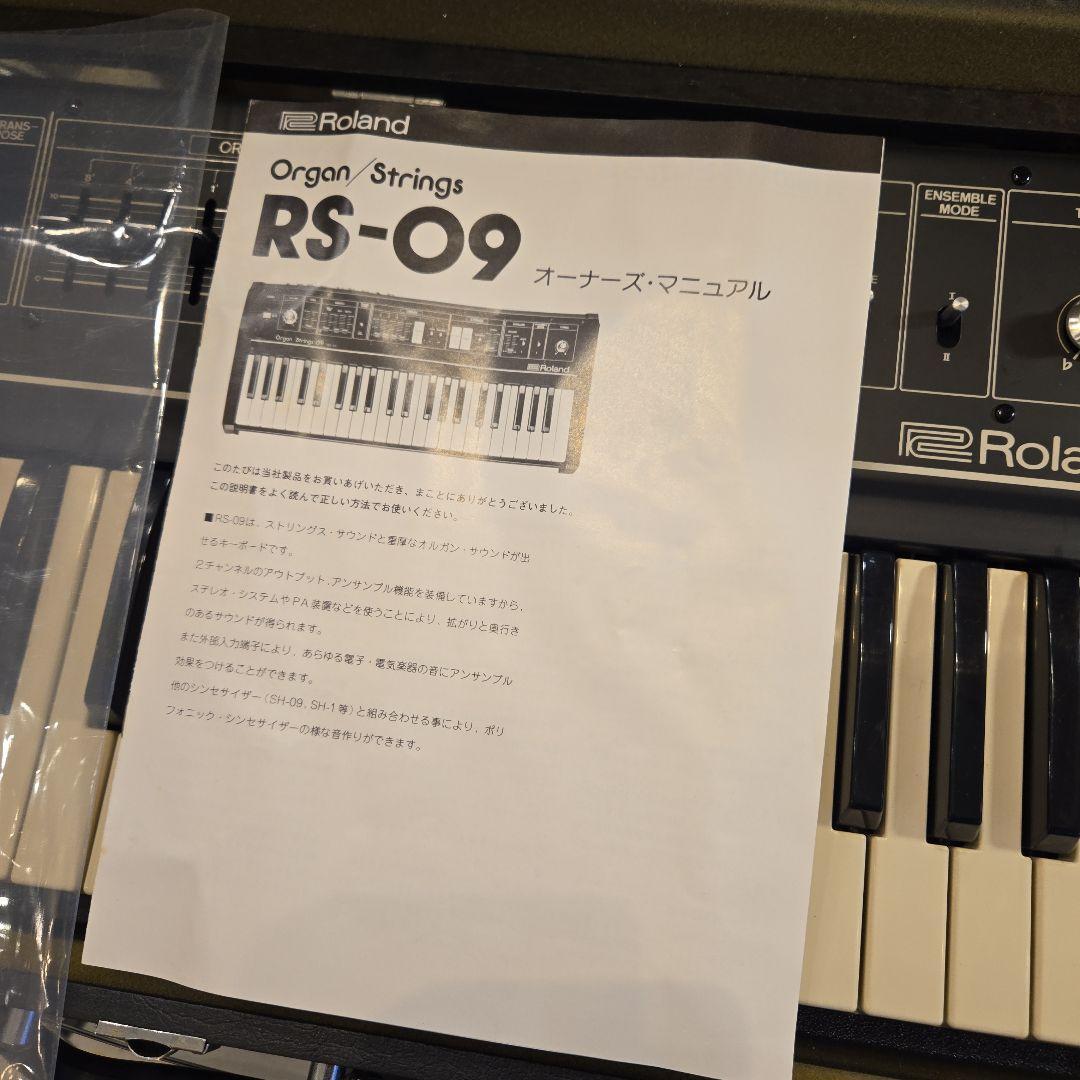 Roland
Organ/Strings
RS-09
オーナーズ・マニュアル
Organ Strings 09
Roland
このたびは当社製品をお買いあげいただき、まことにありがとうございました。
この説明書をよく読んで正しい方法でお使いください。
■RS-09は、ストリングス・サウンドと重厚なオルガン・サウンドが出
せるキーボードです。
2チャンネルのアウトプット、アンサンブル機能を装備していますから、
ステレオ・システムやPA装置などを使うことにより、拡がりと奥行き
のあるサウンドが得られます。
また外部入力端子により、あらゆる電子・電気楽器の音にアンサンブル
効果をつけることができます。
他のシンセサイザー(SH-09、SH-1等)と組み合わせる事により、ポリ
フォニック・シンセサイザーの様な音作りができます。
TRANS-
POSE
OR
8
4
10
0
ENSEMBLE
MODE
I
II
T
b
Rola